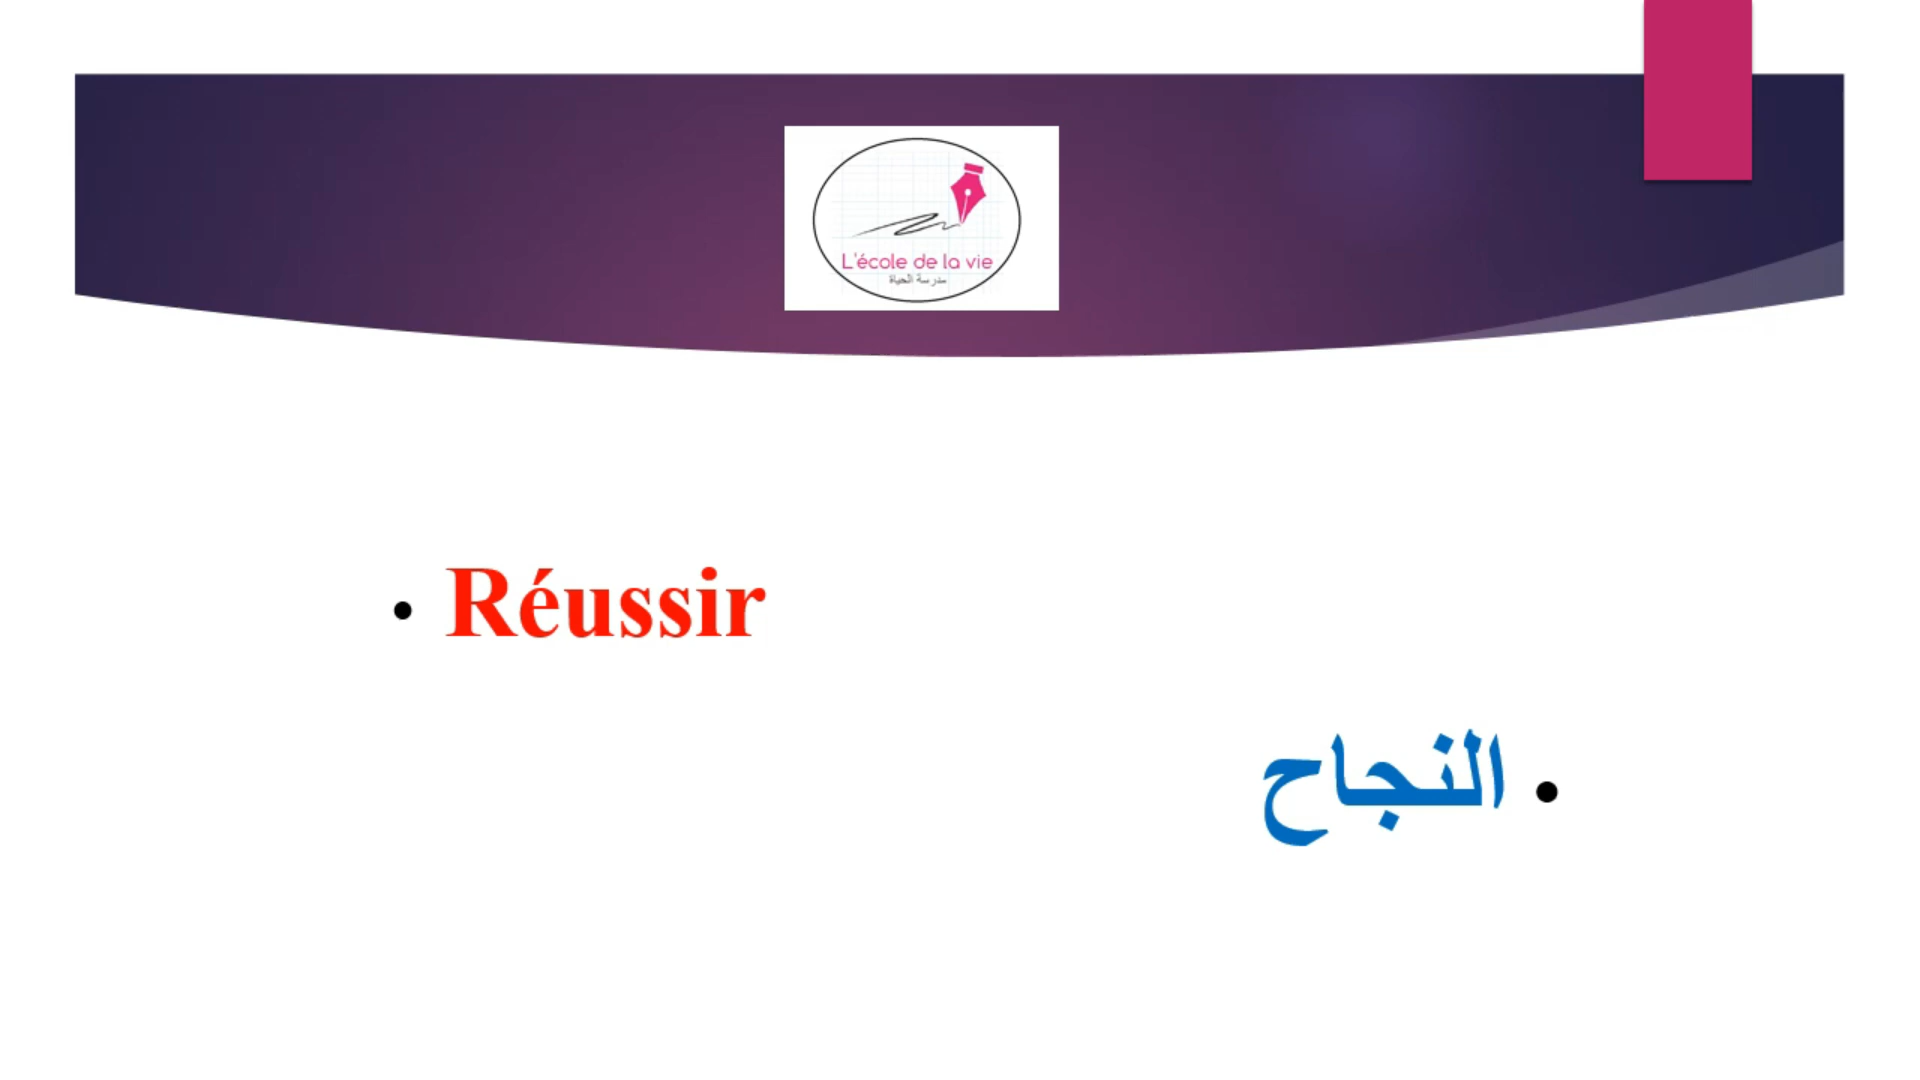 L'école de la vie
مدرسة الحياة
• Réussir
• النجاح